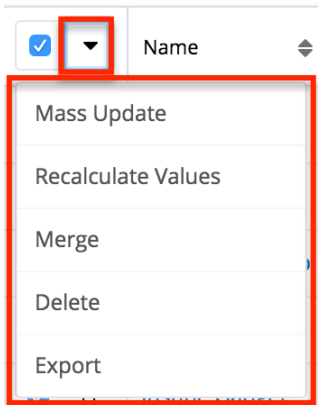 Name
Mass Update
Recalculate Values
Merge
Delete
Export